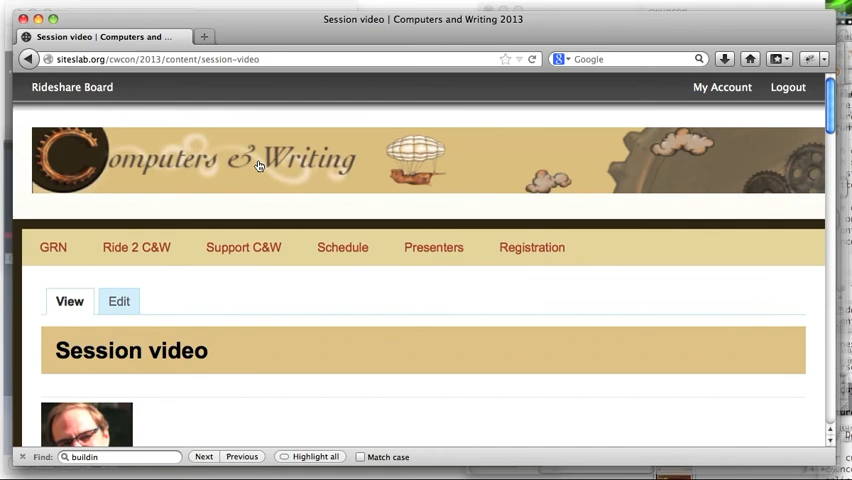 Session video | Computers and Writing 2013
Session video | Computers and ...
siteslab.org/cwcon/2013/content/session-video
Google
Rideshare Board
My Account
Logout
Computers & Writing
GRN
Ride 2 C&W
Support C&W
Schedule
Presenters
Registration
View
Edit
Session video
Find:
buildin
Next
Previous
Highlight all
Match case